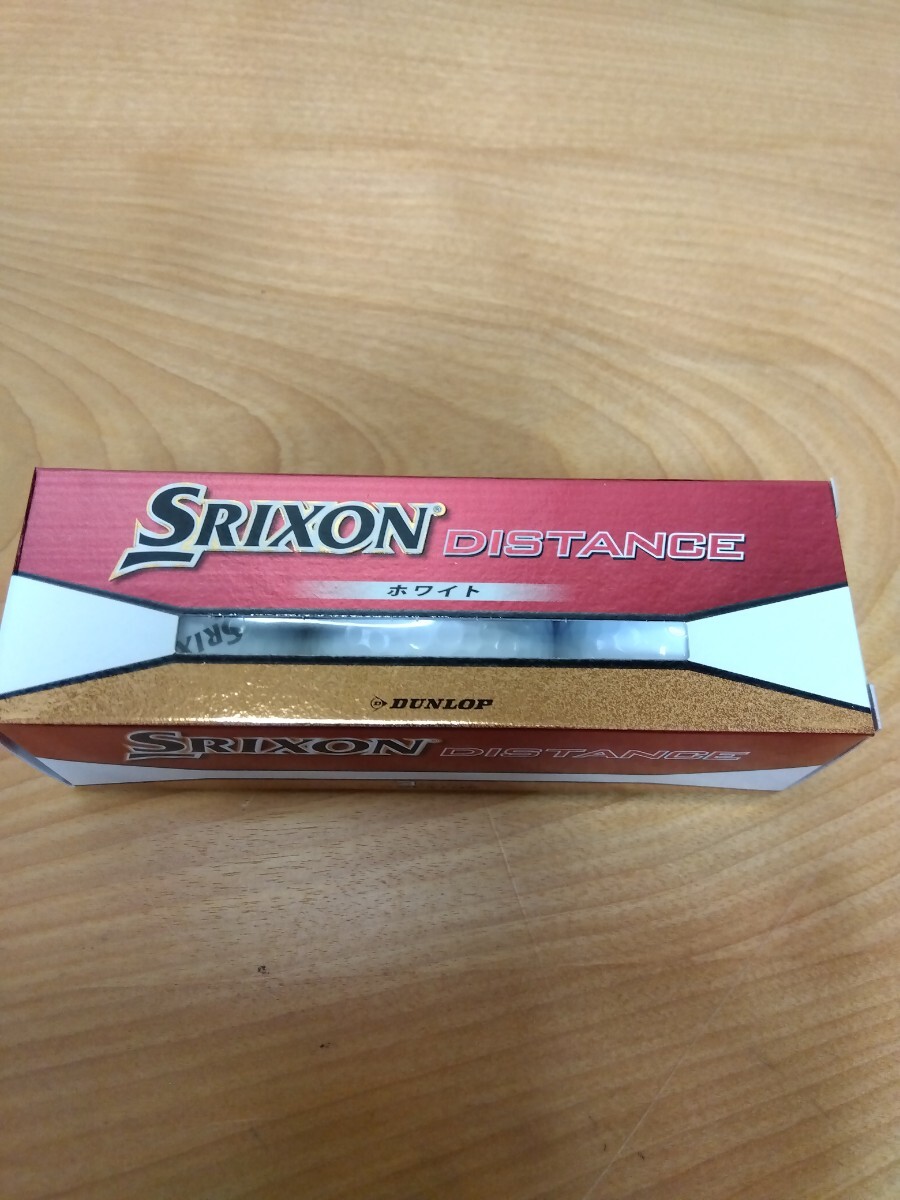 SRIXON® DISTANCE
ホワイト
SRIX
DUNLOP
SRIXON DISTANCE